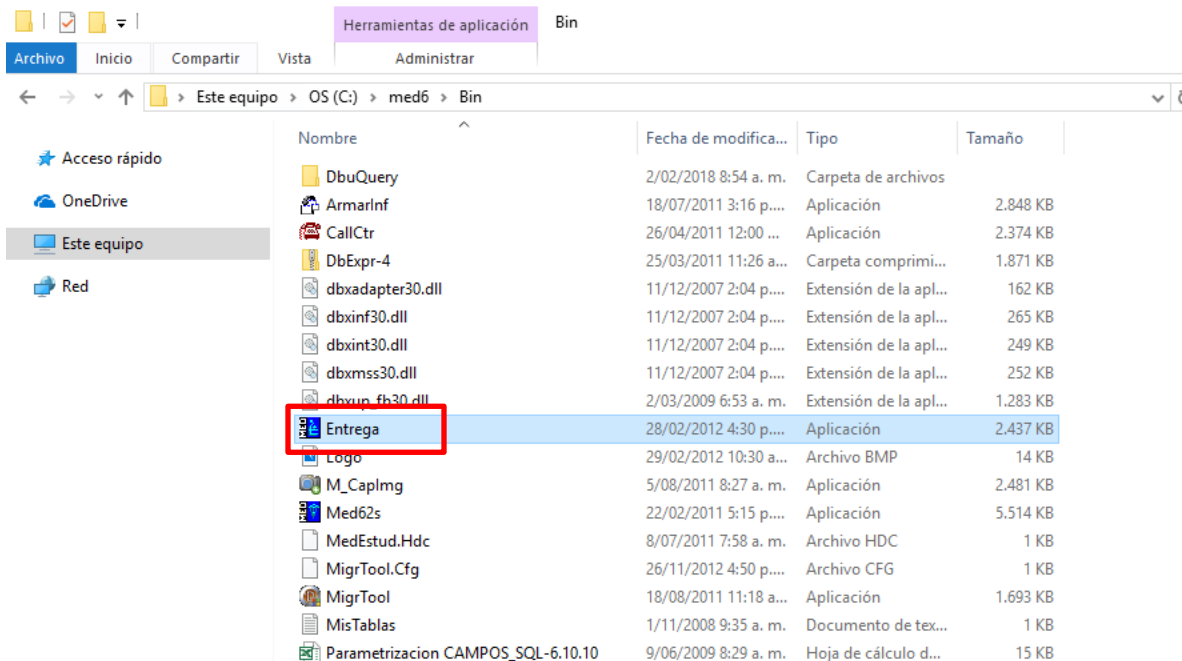 Herramientas de aplicación Bin
Archivo Inicio Compartir Vista Administrar
Este equipo > OS (C:) > med6 > Bin
Nombre Fecha de modifica... Tipo Tamaño
Acceso rápido
OneDrive
Este equipo
Red
DbuQuery 2/02/2018 8:54 a. m. Carpeta de archivos
ArmarInf 18/07/2011 3:16 p.... Aplicación 2.848 KB
CallCtr 26/04/2011 12:00 ... Aplicación 2.374 KB
DbExpr-4 25/03/2011 11:26 a... Carpeta comprimi... 1.871 KB
dbxadapter30.dll 11/12/2007 2:04 p.... Extensión de la apl... 162 KB
dbxinf30.dll 11/12/2007 2:04 p.... Extensión de la apl... 265 KB
dbxint30.dll 11/12/2007 2:04 p.... Extensión de la apl... 249 KB
dbxmss30.dll 11/12/2007 2:04 p.... Extensión de la apl... 252 KB
dbxup_fb30.dll 2/03/2009 6:53 a. m. Extensión de la apl... 1.283 KB
Entrega 28/02/2012 4:30 p.... Aplicación 2.437 KB
Logo 29/02/2012 10:30 a... Archivo BMP 14 KB
M_CapImg 5/08/2011 8:27 a. m. Aplicación 2.481 KB
Med62s 22/02/2011 5:15 p.... Aplicación 5.514 KB
MedEstud.Hdc 8/07/2011 7:58 a. m. Archivo HDC 1 KB
MigrTool.Cfg 26/11/2012 4:50 p.... Archivo CFG 1 KB
MigrTool 18/08/2011 11:18 a... Aplicación 1.693 KB
MisTablas 1/11/2008 9:35 a. m. Documento de tex... 1 KB
Parametrizacion CAMPOS_SQL-6.10.10 9/06/2009 8:29 a. m. Hoja de cálculo d... 15 KB